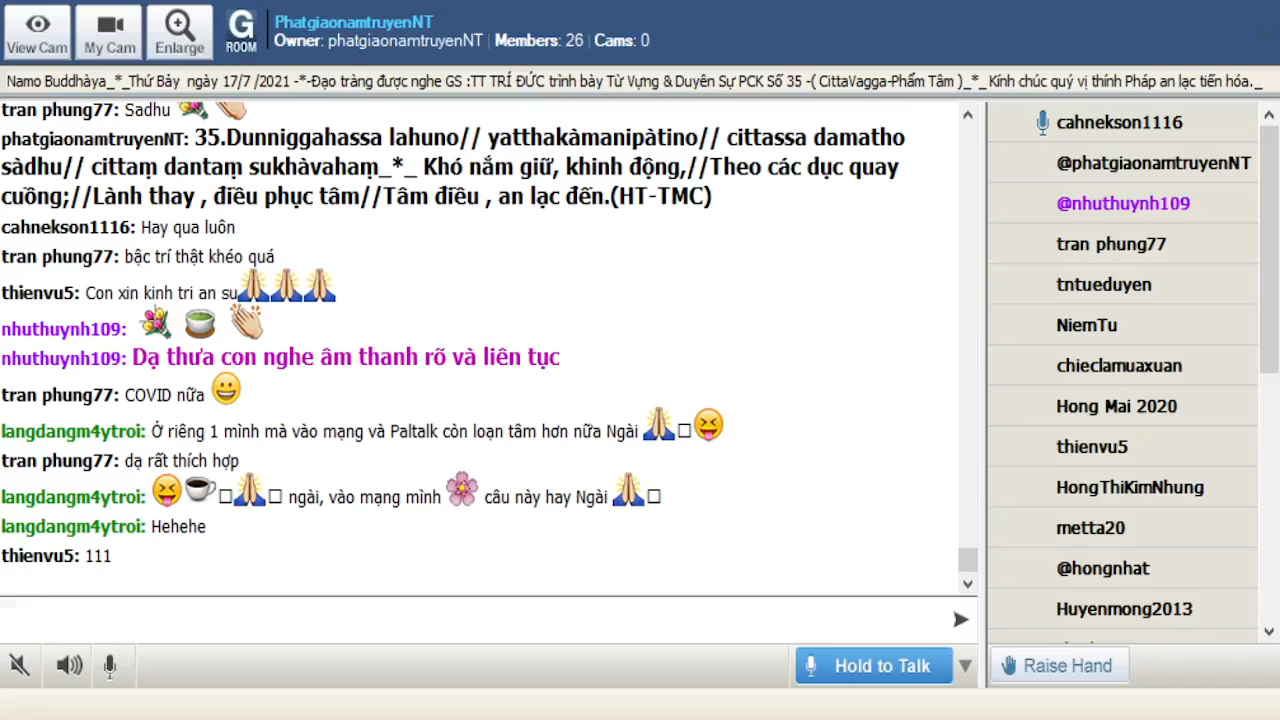 View Cam
My Cam
Enlarge
G
ROOM
PhatgiaonamtruyenNT
Owner: phatgiaonamtruyenNT | Members: 26 | Cams: 0
Namo Buddhàya_*_Thứ Bảy ngày 17/7 /2021 -*-Đạo tràng được nghe GS :TT TRÍ ĐỨC trình bày Từ Vựng & Duyên Sự PCK Số 35 -( CittaVagga-Phẩm Tâm )_*_Kính chúc quý vị thính Pháp an lạc tiến hóa._
tran phung77: Sadhu
phatgiaonamtruyenNT: 35.Dunniggahassa lahuno// yatthakàmanipàtino// cittassa damatho
sàdhu// cittaṃ dantaṃ sukhàvahaṃ_*_ Khó nắm giữ, khinh động,//Theo các dục quay
cuồng;//Lành thay , điều phục tâm//Tâm điều , an lạc đến.(HT-TMC)
cahnekson1116: Hay qua luôn
tran phung77: bậc trí thật khéo quá
thienvu5: Con xin kinh tri an su
nhuthuynh109:
nhuthuynh109: Dạ thưa con nghe âm thanh rõ và liên tục
tran phung77: COVID nữa
langdangm4ytroi: Ở riêng 1 mình mà vào mạng và Paltalk còn loạn tâm hơn nữa Ngài
tran phung77: dạ rất thích hợp
langdangm4ytroi: ngài, vào mạng mình câu này hay Ngài
langdangm4ytroi: Hehehe
thienvu5: 111
cahnekson1116
@phatgiaonamtruyenNT
@nhuthuynh109
tran phung77
tntueduyen
NiemTu
chieclamuaxuan
Hong Mai 2020
thienvu5
HongThiKimNhung
metta20
@hongnhat
Huyenmong2013
Hold to Talk
Raise Hand